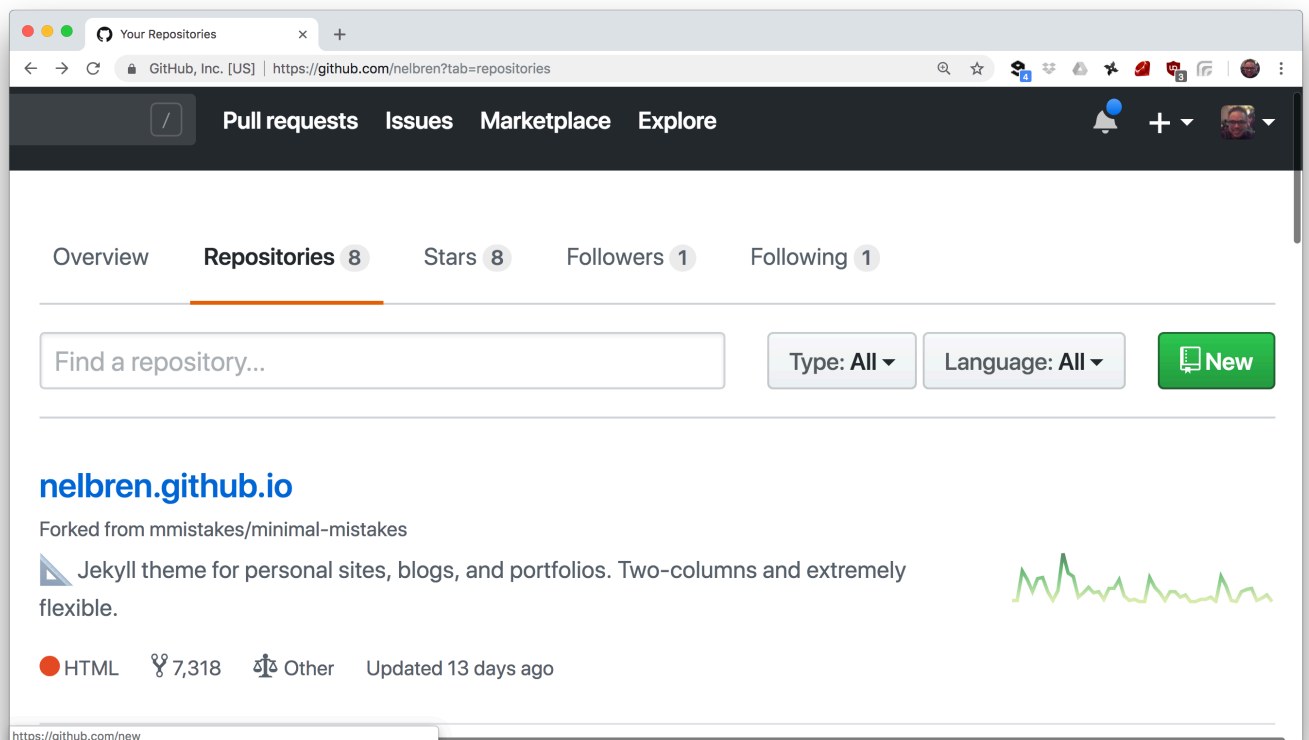 Your Repositories
GitHub, Inc. [US] https://github.com/nelbren?tab=repositories 4 3
/ Pull requests Issues Marketplace Explore
Overview Repositories 8 Stars 8 Followers 1 Following 1
Find a repository... Type: All Language: All New
nelbren.github.io
Forked from mmistakes/minimal-mistakes
Jekyll theme for personal sites, blogs, and portfolios. Two-columns and extremely
flexible.
HTML 7,318 Other Updated 13 days ago
https://github.com/new